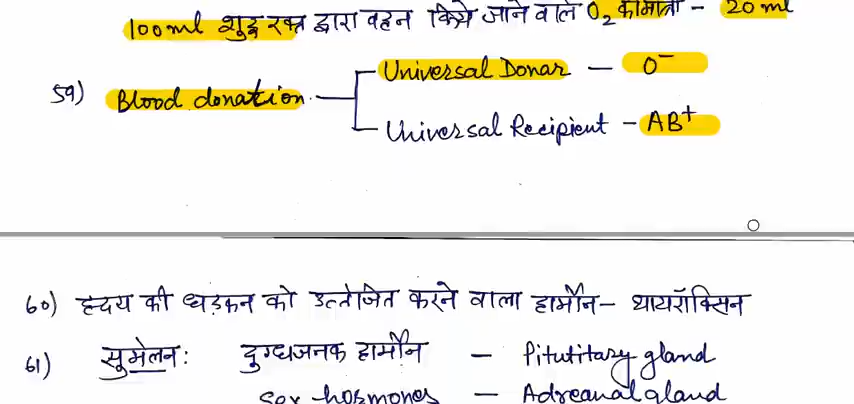 100ml शुद्ध रक्त द्वारा वहन किये जाने वाले O₂ की मात्रा - 20 ml
59) Blood donation
Universal Donar — O⁻
Universal Recipient - AB⁺
60) ह्दय की धड़कन को उत्तेजित करने वाला हार्मोन- थायरॉक्सिन
61) सुमेलन: दुग्धजनक हार्मोन - Pitutitary gland
Sex hormones - Adreanal gland